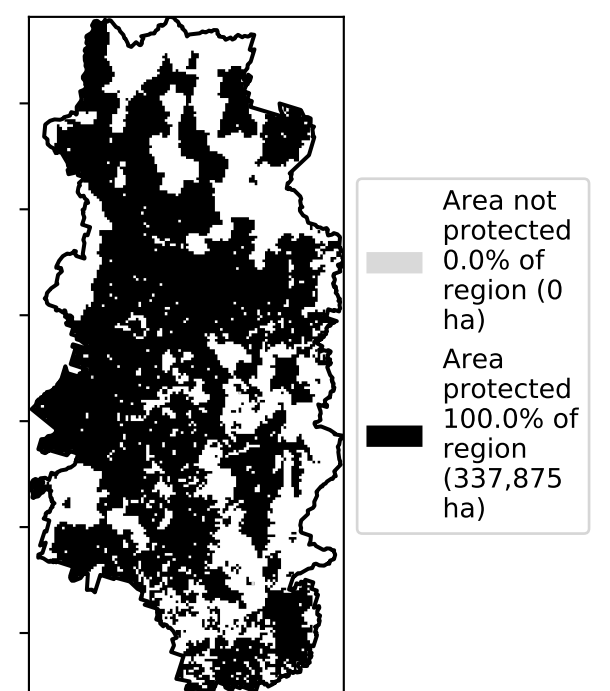 Area not
protected
0.0% of
region (0
ha)
Area
protected
100.0% of
region
(337,875
ha)